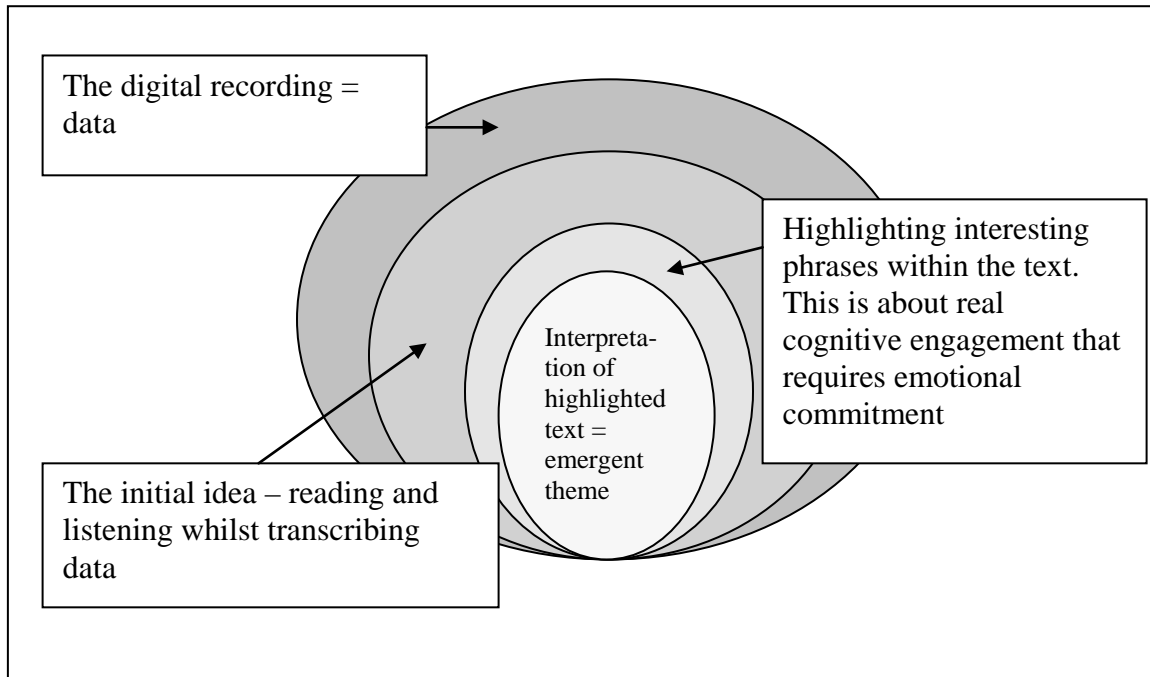 The digital recording =
data
Highlighting interesting
phrases within the text.
This is about real
cognitive engagement that
requires emotional
commitment
Interpreta-
tion of
highlighted
text =
emergent
theme
The initial idea – reading and
listening whilst transcribing
data